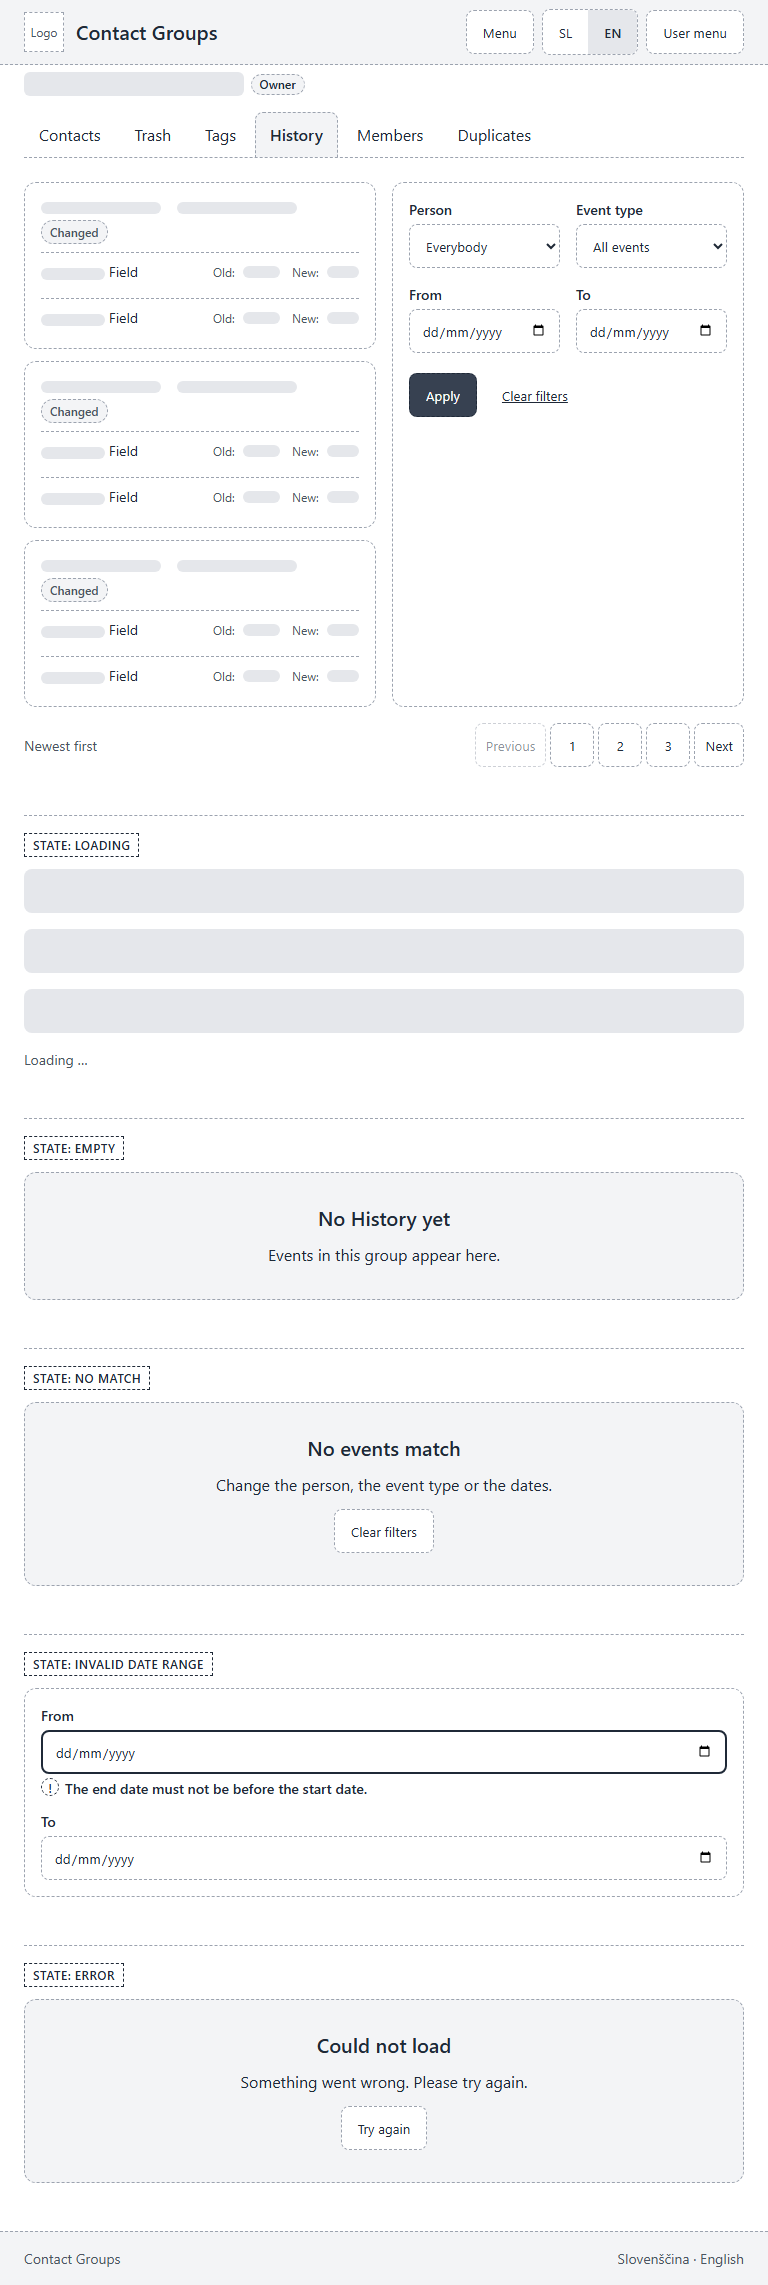 Logo
Contact Groups
Menu
SL
EN
User menu
Owner
Contacts
Trash
Tags
History
Members
Duplicates
Changed
Field
Old:
New:
Field
Old:
New:
Changed
Field
Old:
New:
Field
Old:
New:
Changed
Field
Old:
New:
Field
Old:
New:
Person
Event type
Everybody
All events
From
To
dd/mm/yyyy
dd/mm/yyyy
Apply
Clear filters
Newest first
Previous
1
2
3
Next
STATE: LOADING
Loading ...
STATE: EMPTY
No History yet
Events in this group appear here.
STATE: NO MATCH
No events match
Change the person, the event type or the dates.
Clear filters
STATE: INVALID DATE RANGE
From
dd/mm/yyyy
! The end date must not be before the start date.
To
dd/mm/yyyy
STATE: ERROR
Could not load
Something went wrong. Please try again.
Try again
Contact Groups
Slovenščina · English